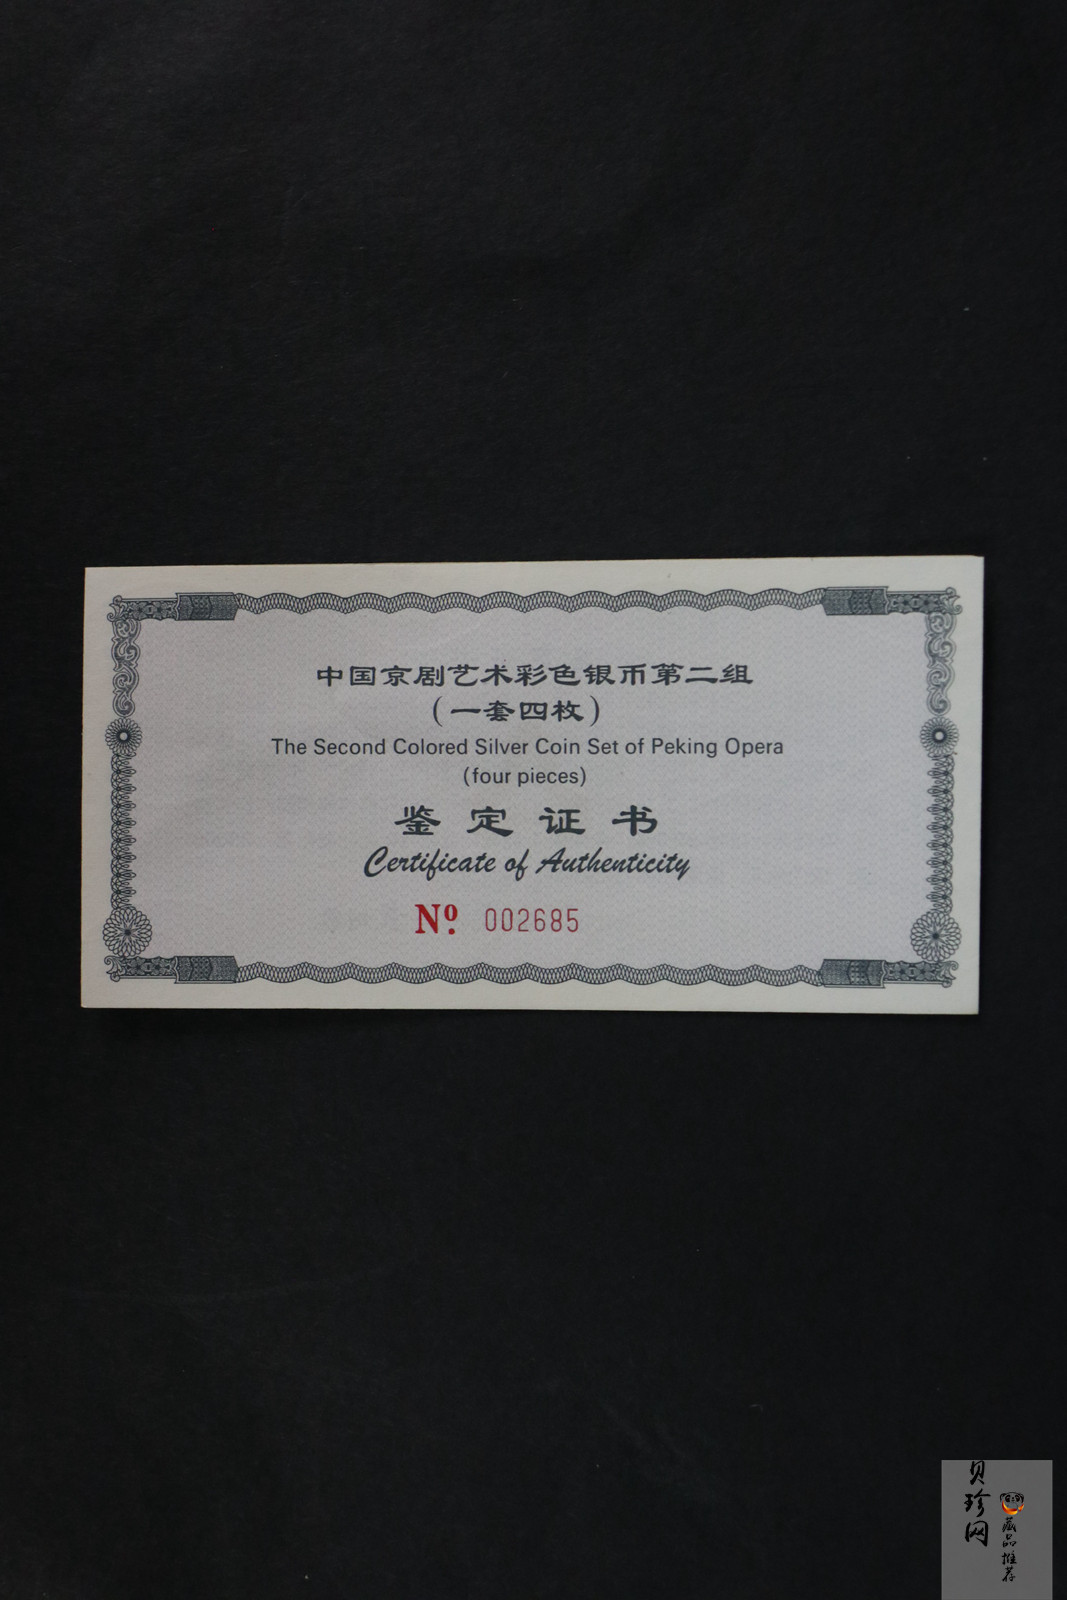 中国京剧艺术彩色银币第二组
（一套四枚）
The Second Colored Silver Coin Set of Peking Opera
(four pieces)
鉴定证书
Certificate of Authenticity
Nº. 002685
贝珍网
藏品推荐